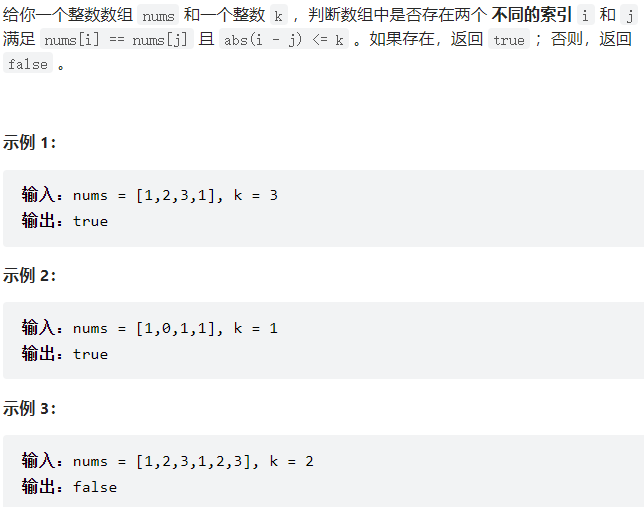 给你一个整数数组 nums 和一个整数 k ，判断数组中是否存在两个 不同的索引 i 和 j
满足 nums[i] == nums[j] 且 abs(i - j) <= k 。如果存在，返回 true ；否则，返回
false 。
示例 1：
输入：nums = [1,2,3,1], k = 3
输出：true
示例 2：
输入：nums = [1,0,1,1], k = 1
输出：true
示例 3：
输入：nums = [1,2,3,1,2,3], k = 2
输出：false